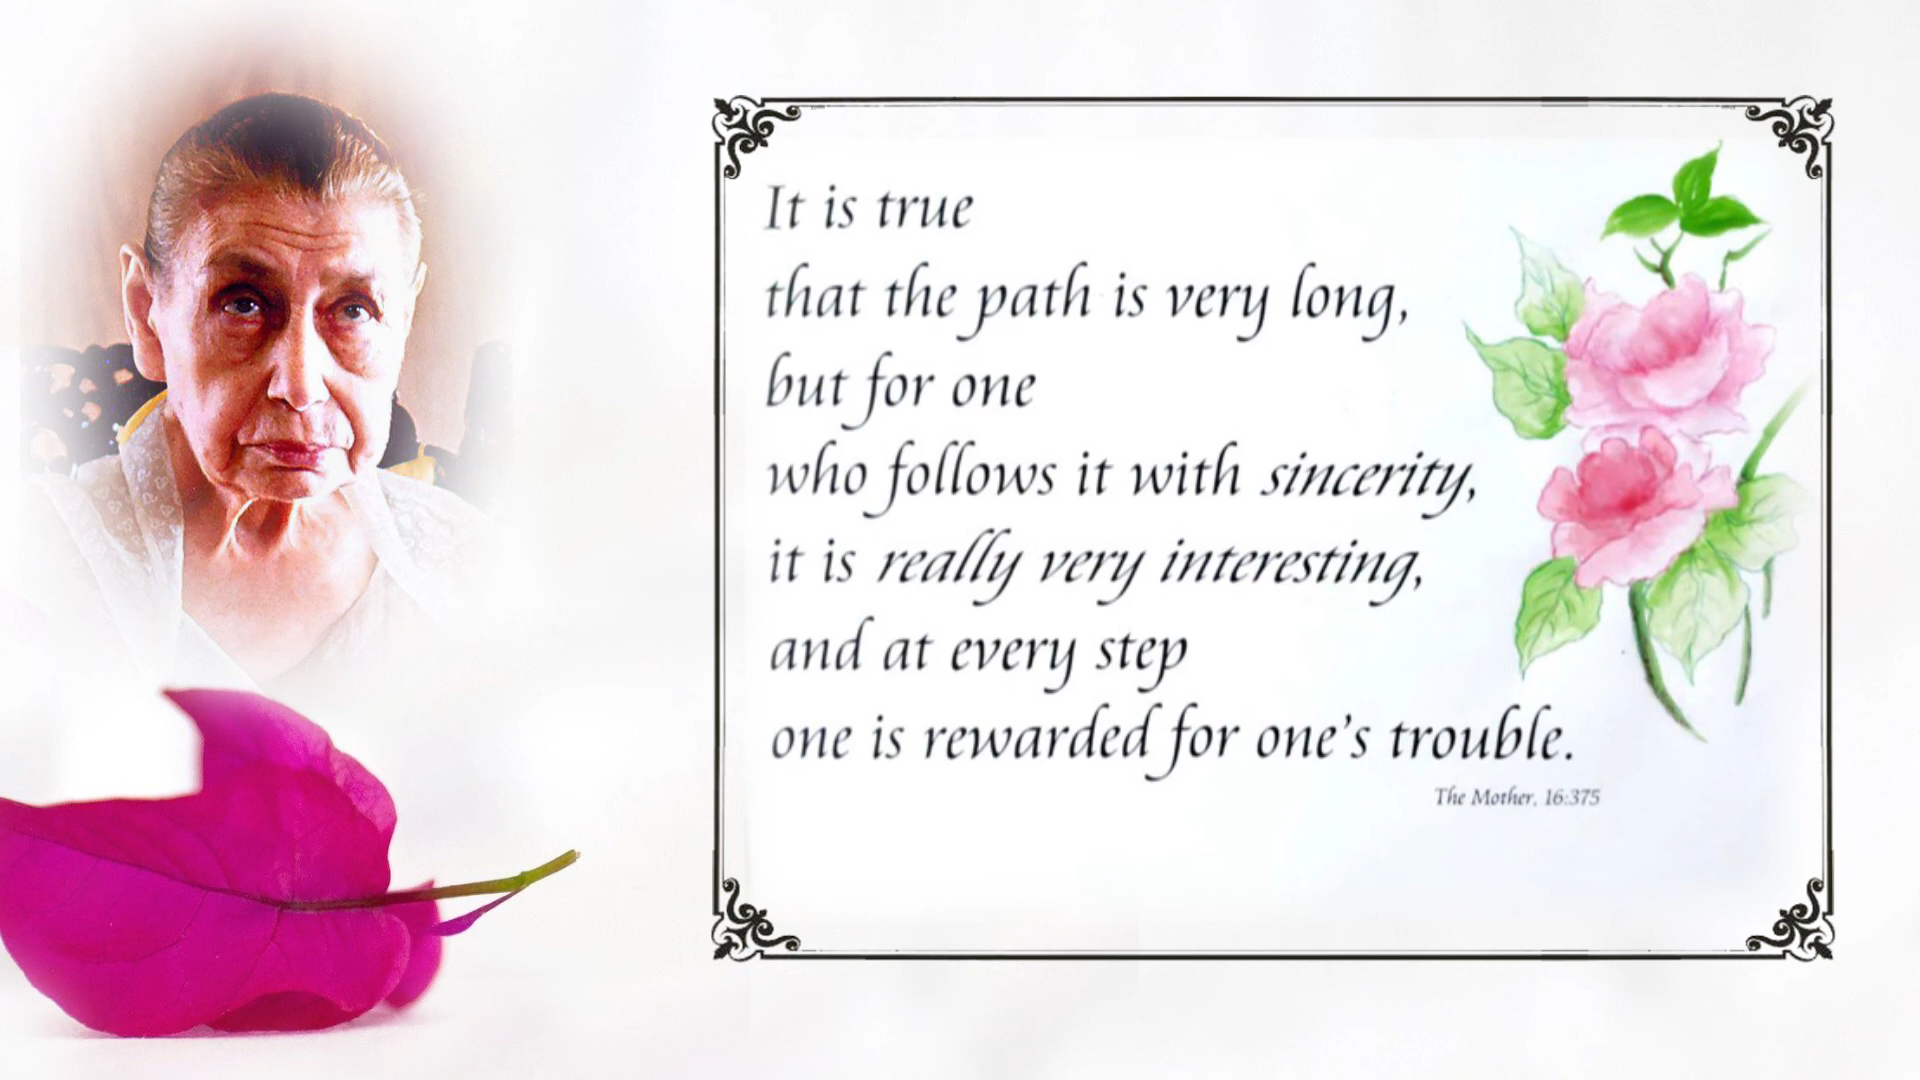 It is true
that the path is very long,
but for one
who follows it with sincerity,
it is really very interesting,
and at every step
one is rewarded for one's trouble.
The Mother, 16:375